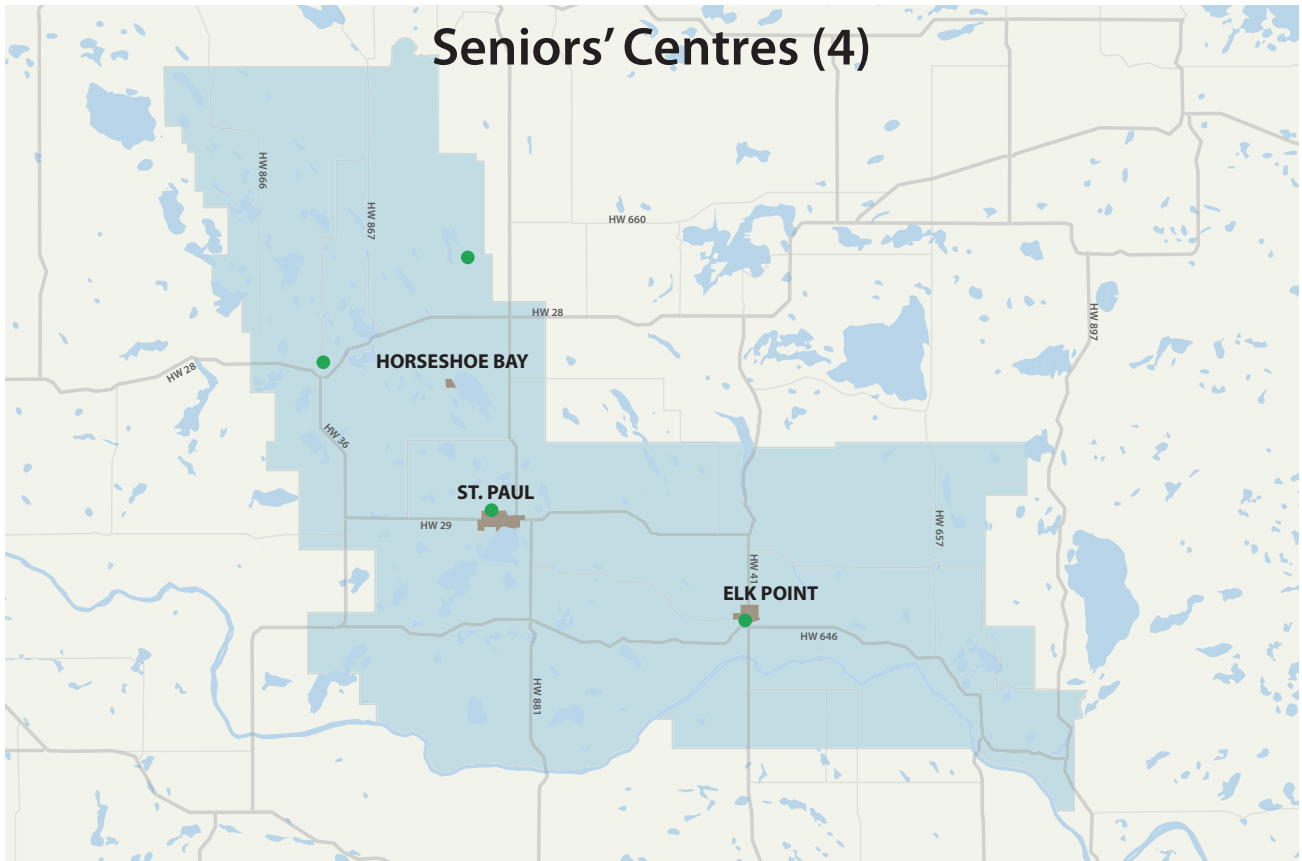 Seniors’ Centres (4)
HW 866
HW 867
HW 660
HW 28
HW 897
HORSESHOE BAY
HW 28
HW 36
ST. PAUL
HW 29
HW 657
HW 41
ELK POINT
HW 646
HW 881